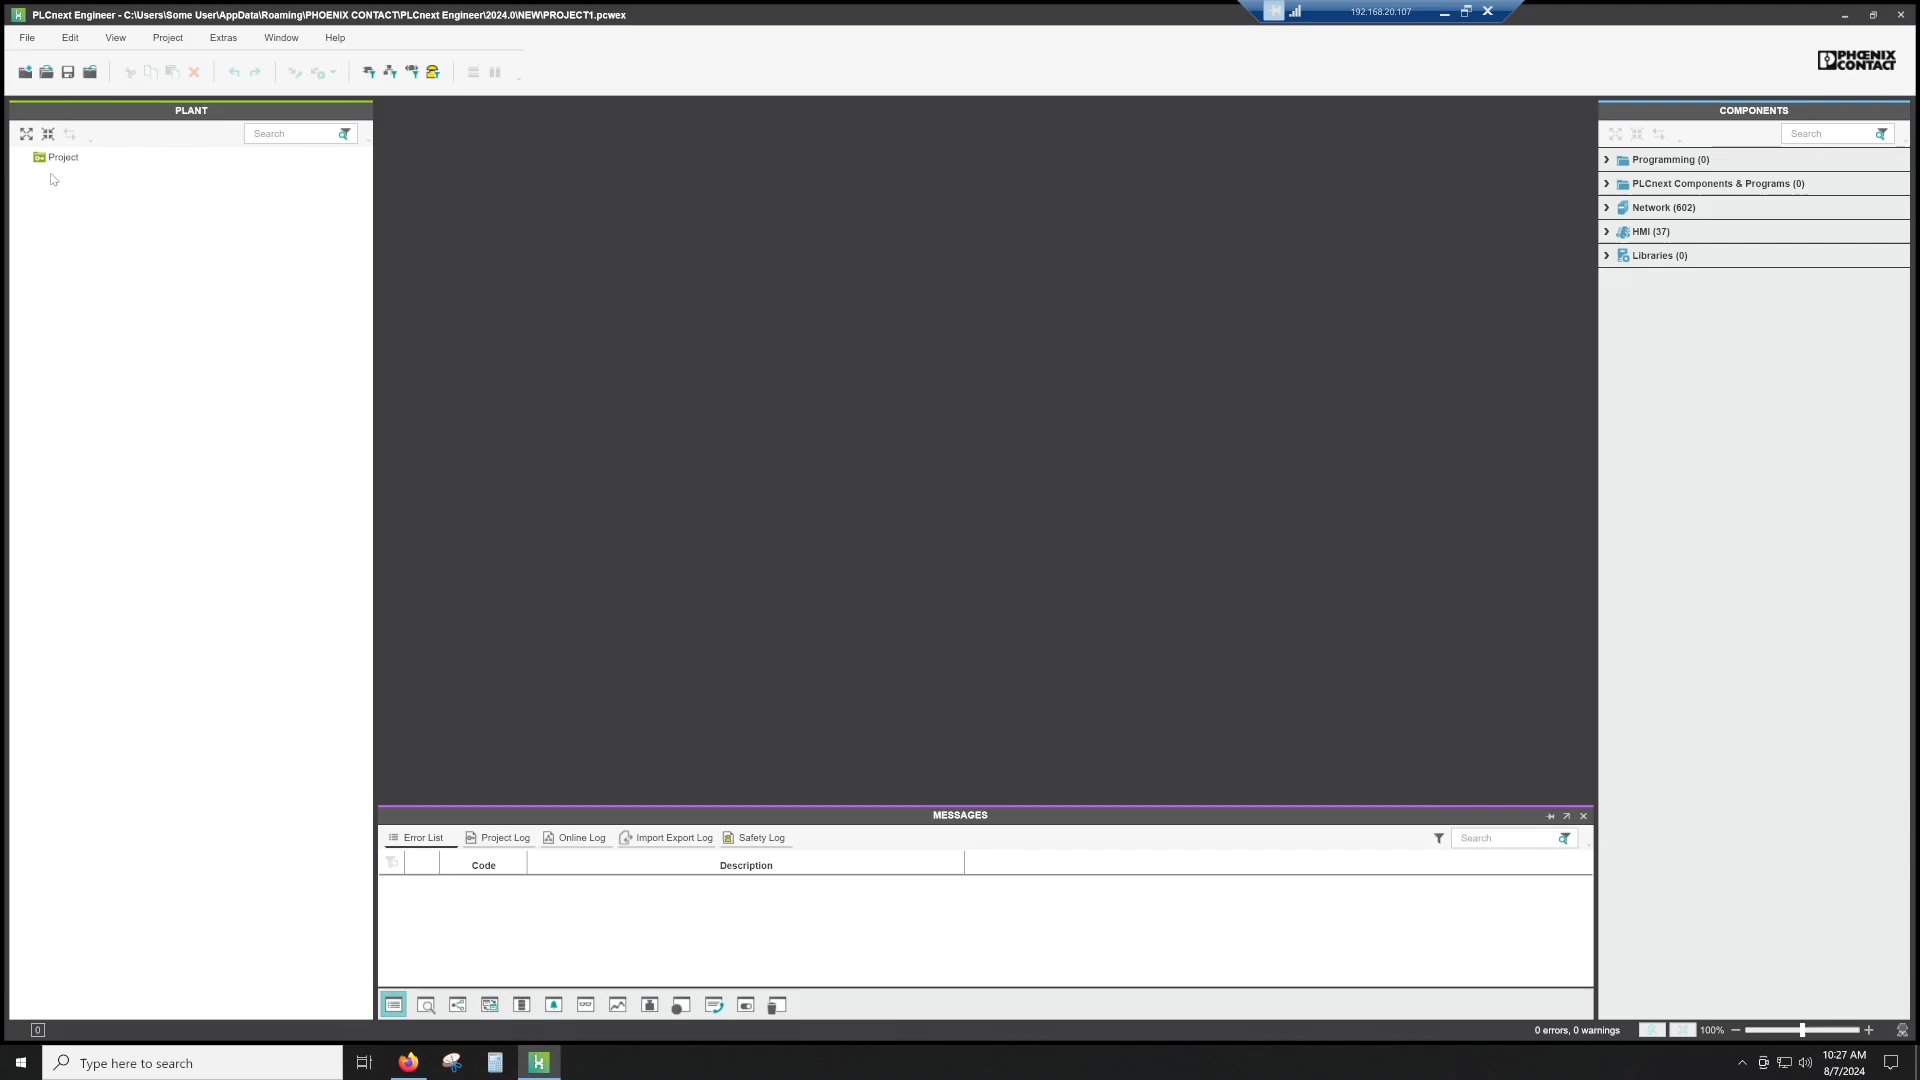 PLCnext Engineer - C:\Users\Some User\AppData\Roaming\PHOENIX CONTACT\PLCnext Engineer\2024.0\NEW\PROJECT1.pcwex
192.168.20.107
File Edit View Project Extras Window Help
PHOENIX
CONTACT
PLANT
COMPONENTS
Search
Search
Project
Programming (0)
PLCnext Components & Programs (0)
Network (602)
HMI (37)
Libraries (0)
MESSAGES
Error List Project Log Online Log Import Export Log Safety Log Search
Code Description
0 0 errors, 0 warnings 100%
Type here to search
10:27 AM
8/7/2024